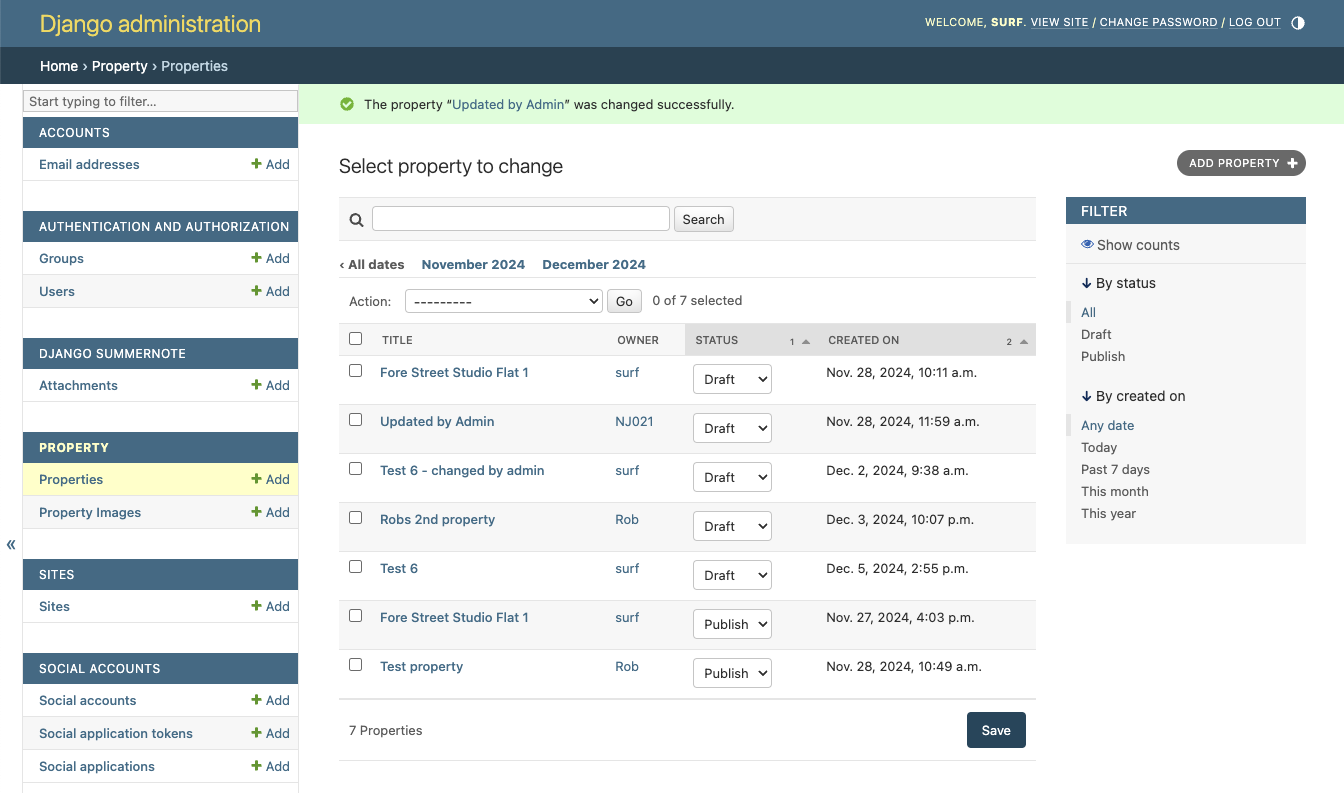 Django administration
WELCOME, SURF. VIEW SITE / CHANGE PASSWORD / LOG OUT
Home › Property › Properties
Start typing to filter...
ACCOUNTS
Email addresses + Add
AUTHENTICATION AND AUTHORIZATION
Groups + Add
Users + Add
DJANGO SUMMERNOTE
Attachments + Add
PROPERTY
Properties + Add
Property Images + Add
«
SITES
Sites + Add
SOCIAL ACCOUNTS
Social accounts + Add
Social application tokens + Add
Social applications + Add
The property “Updated by Admin” was changed successfully.
Select property to change
ADD PROPERTY +
Search
‹ All dates November 2024 December 2024
Action: --------- Go 0 of 7 selected
TITLE OWNER STATUS 1 CREATED ON 2
Fore Street Studio Flat 1 surf Draft Nov. 28, 2024, 10:11 a.m.
Updated by Admin NJ021 Draft Nov. 28, 2024, 11:59 a.m.
Test 6 - changed by admin surf Draft Dec. 2, 2024, 9:38 a.m.
Robs 2nd property Rob Draft Dec. 3, 2024, 10:07 p.m.
Test 6 surf Draft Dec. 5, 2024, 2:55 p.m.
Fore Street Studio Flat 1 surf Publish Nov. 27, 2024, 4:03 p.m.
Test property Rob Publish Nov. 28, 2024, 10:49 a.m.
7 Properties
Save
FILTER
Show counts
↓ By status
All
Draft
Publish
↓ By created on
Any date
Today
Past 7 days
This month
This year